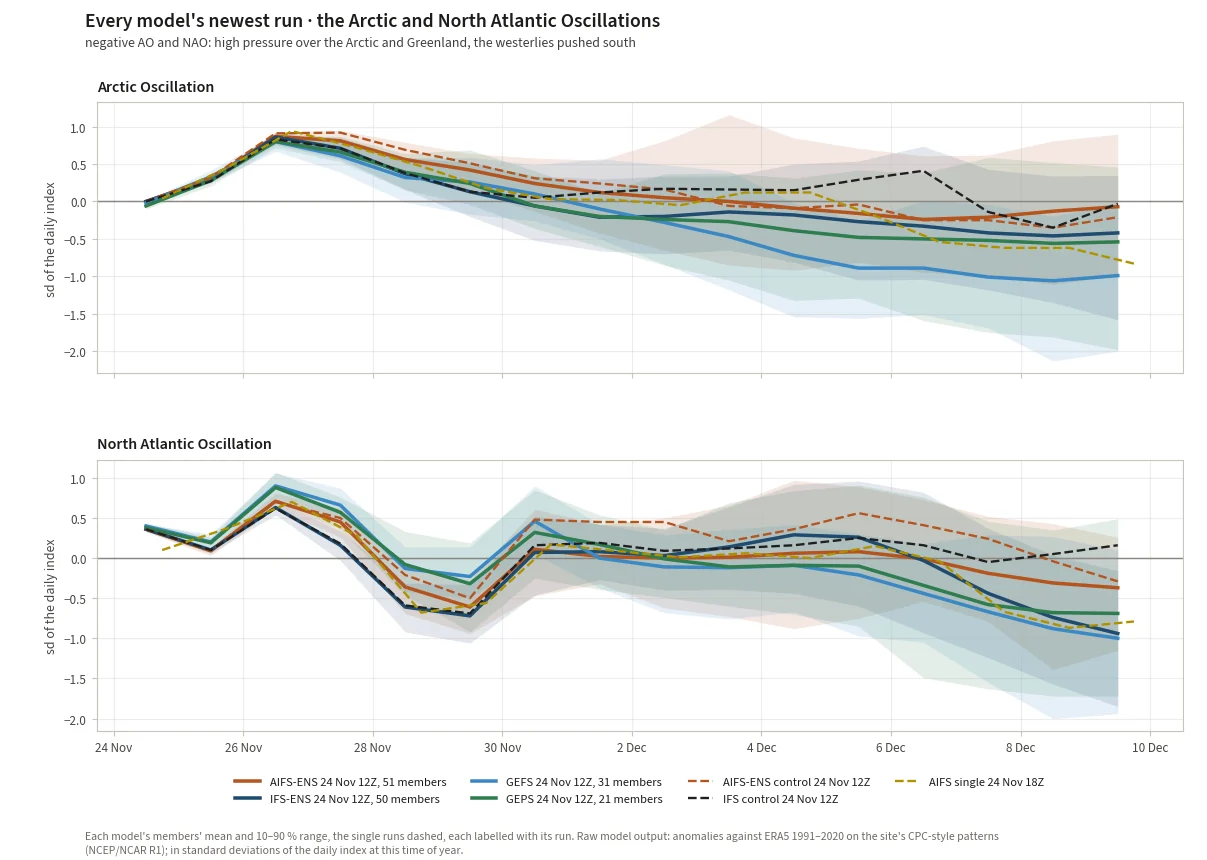 Every model's newest run · the Arctic and North Atlantic Oscillations
negative AO and NAO: high pressure over the Arctic and Greenland, the westerlies pushed south
Arctic Oscillation
sd of the daily index
1.0
0.5
0.0
−0.5
−1.0
−1.5
−2.0
North Atlantic Oscillation
sd of the daily index
1.0
0.5
0.0
−0.5
−1.0
−1.5
−2.0
24 Nov 26 Nov 28 Nov 30 Nov 2 Dec 4 Dec 6 Dec 8 Dec 10 Dec
AIFS-ENS 24 Nov 12Z, 51 members GEFS 24 Nov 12Z, 31 members AIFS-ENS control 24 Nov 12Z AIFS single 24 Nov 18Z
IFS-ENS 24 Nov 12Z, 50 members GEPS 24 Nov 12Z, 21 members IFS control 24 Nov 12Z
Each model's members' mean and 10–90 % range, the single runs dashed, each labelled with its run. Raw model output: anomalies against ERA5 1991–2020 on the site's CPC-style patterns
(NCEP/NCAR R1); in standard deviations of the daily index at this time of year.